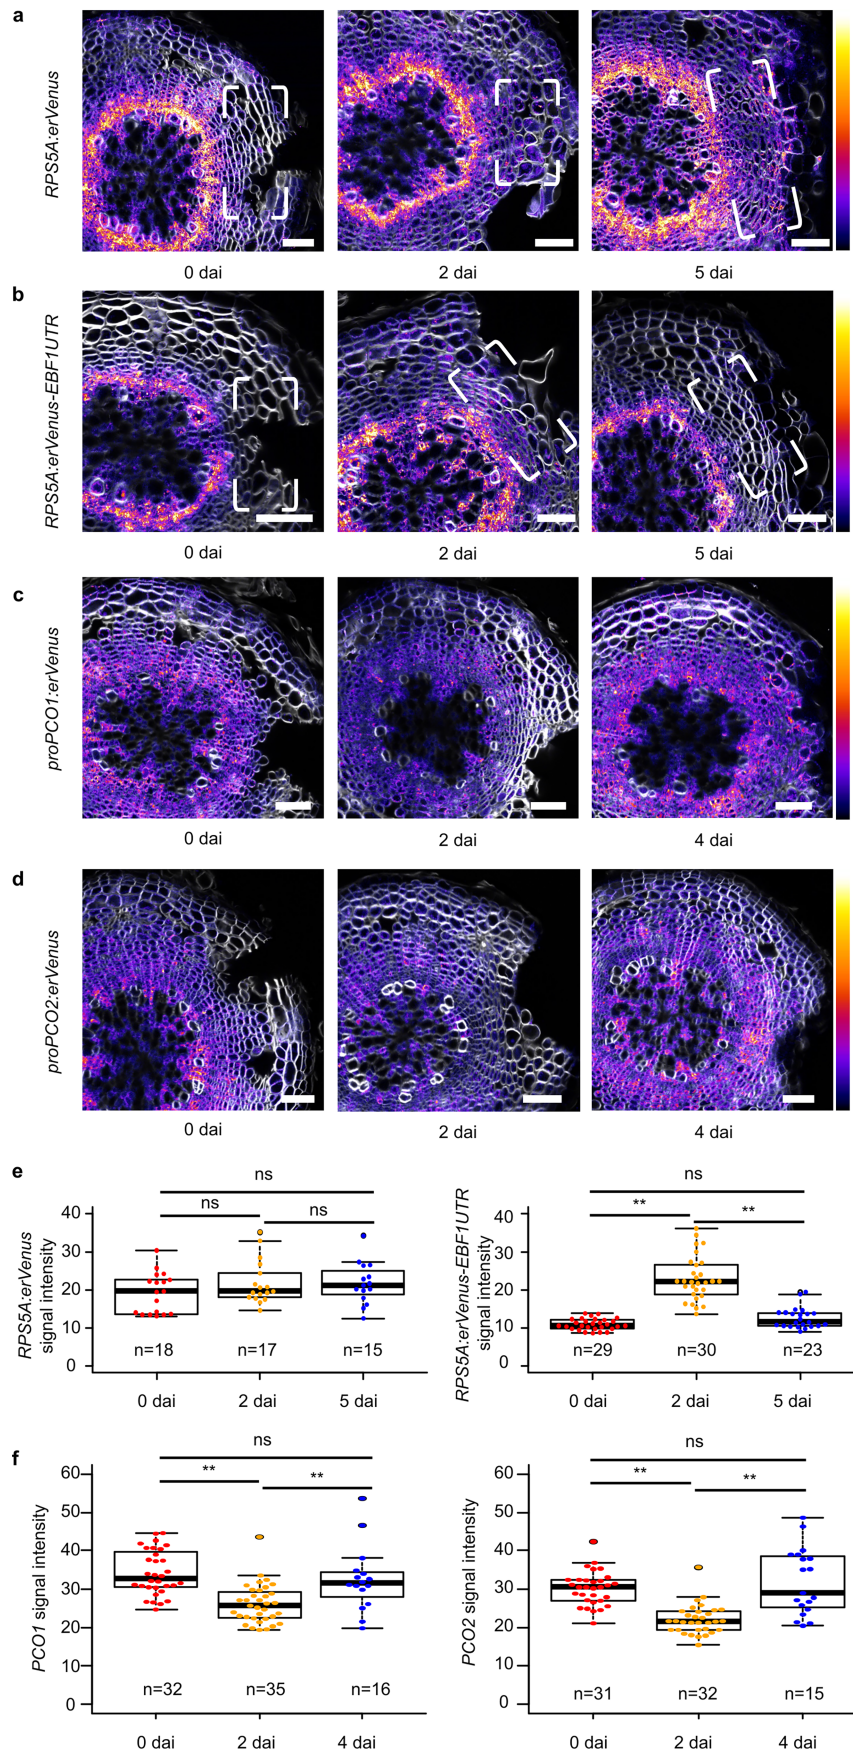 a
RPS5A:erVenus
0 dai
2 dai
5 dai
b
RPS5A:erVenus-EBF1UTR
0 dai
2 dai
5 dai
c
proPCO1:erVenus
0 dai
2 dai
4 dai
d
proPCO2:erVenus
0 dai
2 dai
4 dai
e
RPS5A:erVenus
signal intensity
40
30
20
10
0
ns
ns
ns
n=18
n=17
n=15
0 dai
2 dai
5 dai
RPS5A:erVenus-EBF1UTR
signal intensity
40
30
20
10
0
ns
**
**
n=29
n=30
n=23
0 dai
2 dai
5 dai
f
PCO1 signal intensity
60
50
40
30
20
10
0
ns
**
**
n=32
n=35
n=16
0 dai
2 dai
4 dai
PCO2 signal intensity
60
50
40
30
20
10
0
ns
**
**
n=31
n=32
n=15
0 dai
2 dai
4 dai